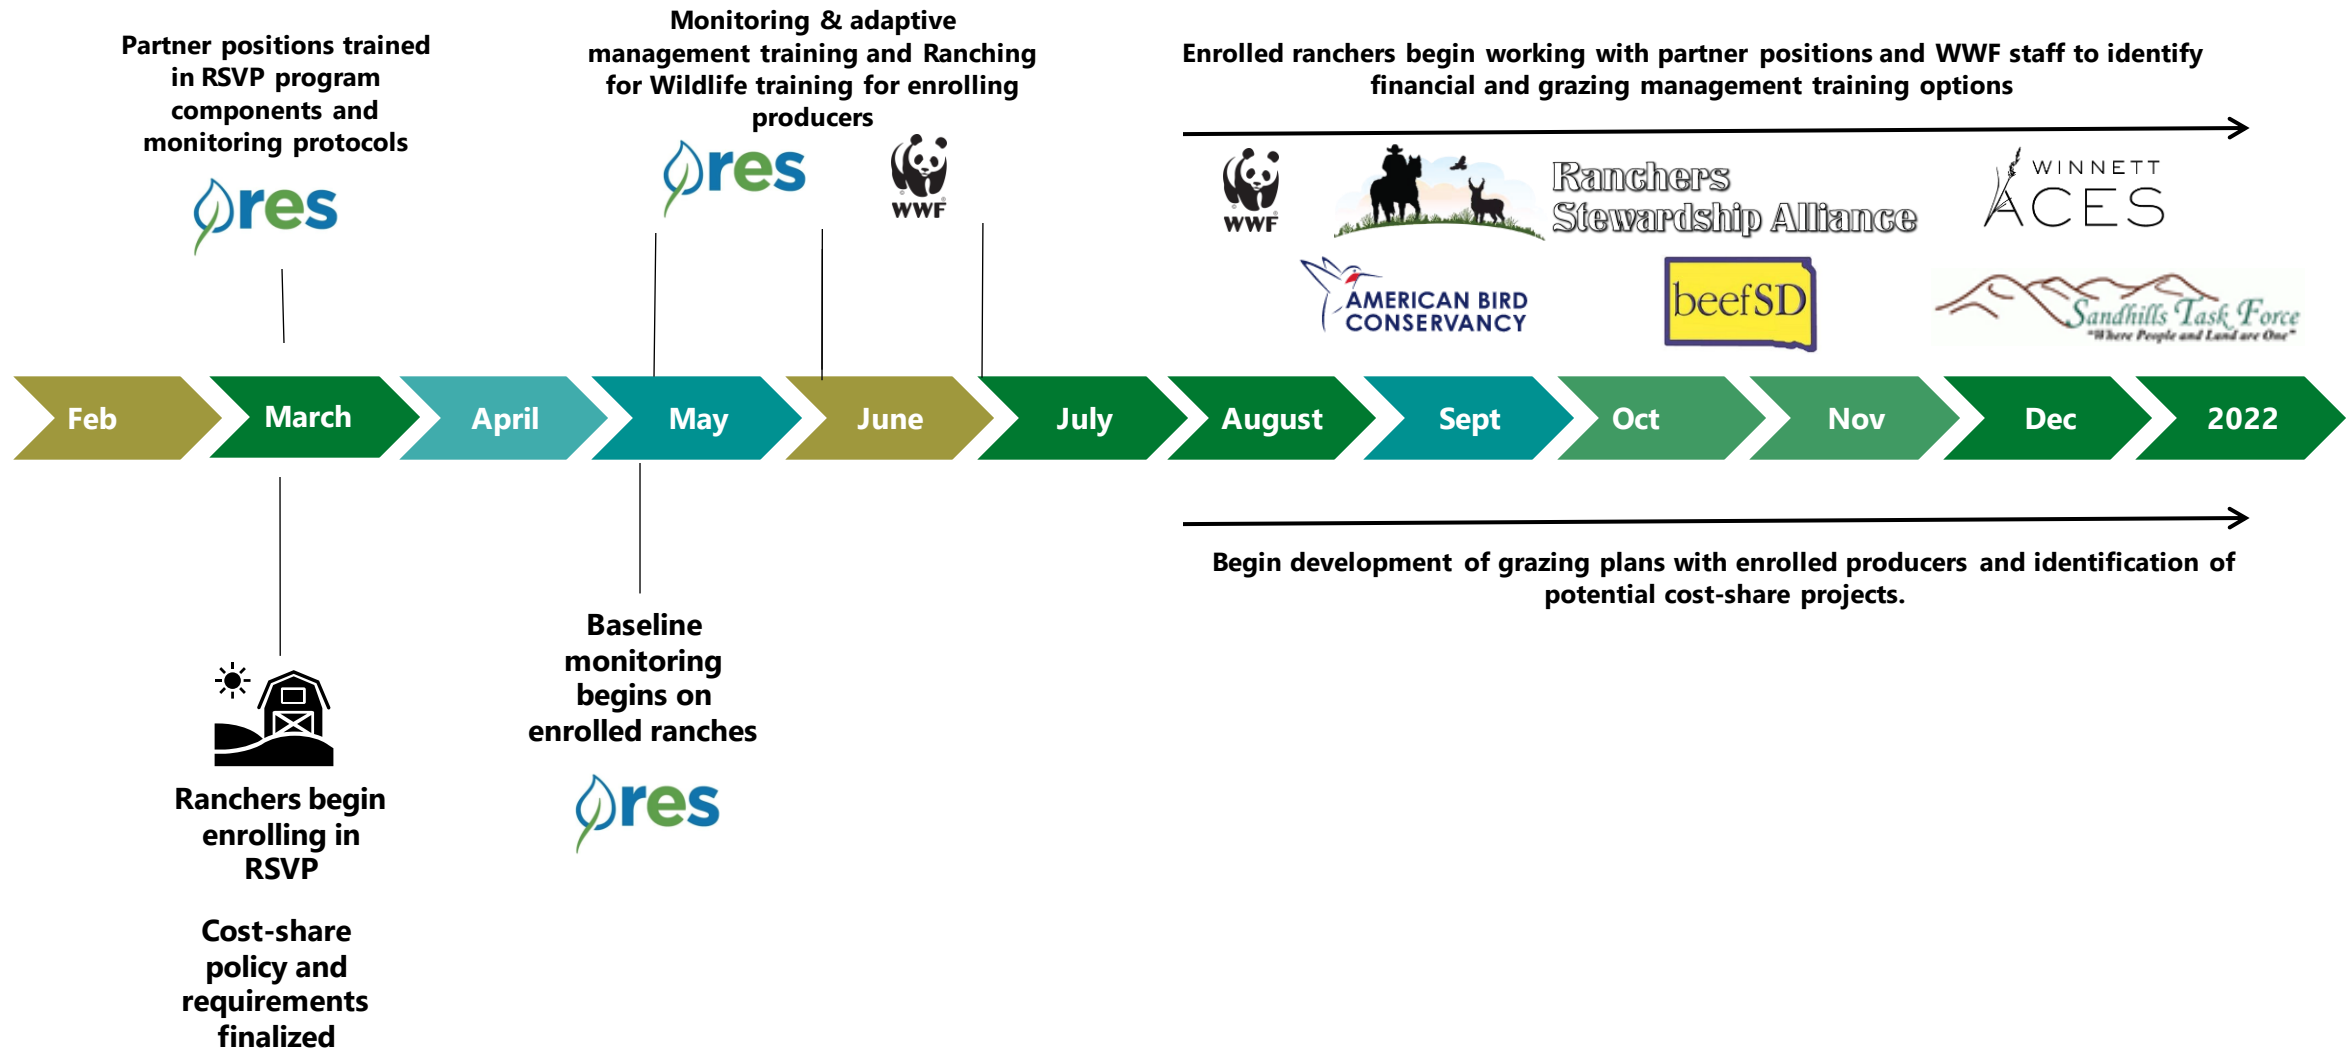 Partner positions trained
in RSVP program
components and
monitoring protocols
res
Monitoring & adaptive
management training and Ranching
for Wildlife training for enrolling
producers
res
WWF
Enrolled ranchers begin working with partner positions and WWF staff to identify
financial and grazing management training options
WWF
Ranchers
Stewardship Alliance
WINNETT
ACES
AMERICAN BIRD
CONSERVANCY
beefSD
Sandhills Task Force
"Where People and Land are One"
Feb
March
April
May
June
July
August
Sept
Oct
Nov
Dec
2022
Begin development of grazing plans with enrolled producers and identification of
potential cost-share projects.
Baseline
monitoring
begins on
enrolled ranches
res
Ranchers begin
enrolling in
RSVP
Cost-share
policy and
requirements
finalized